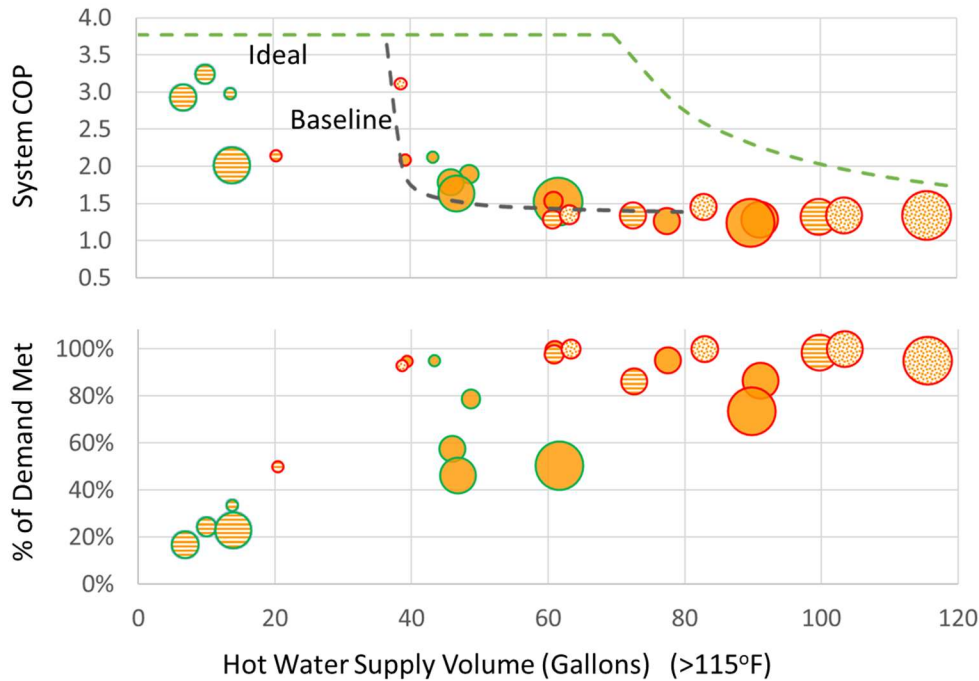 System COP
4.0
3.5
3.0
2.5
2.0
1.5
1.0
0.5
Ideal
Baseline
% of Demand Met
100%
80%
60%
40%
20%
0%
0 20 40 60 80 100 120
Hot Water Supply Volume (Gallons) (>115°F)